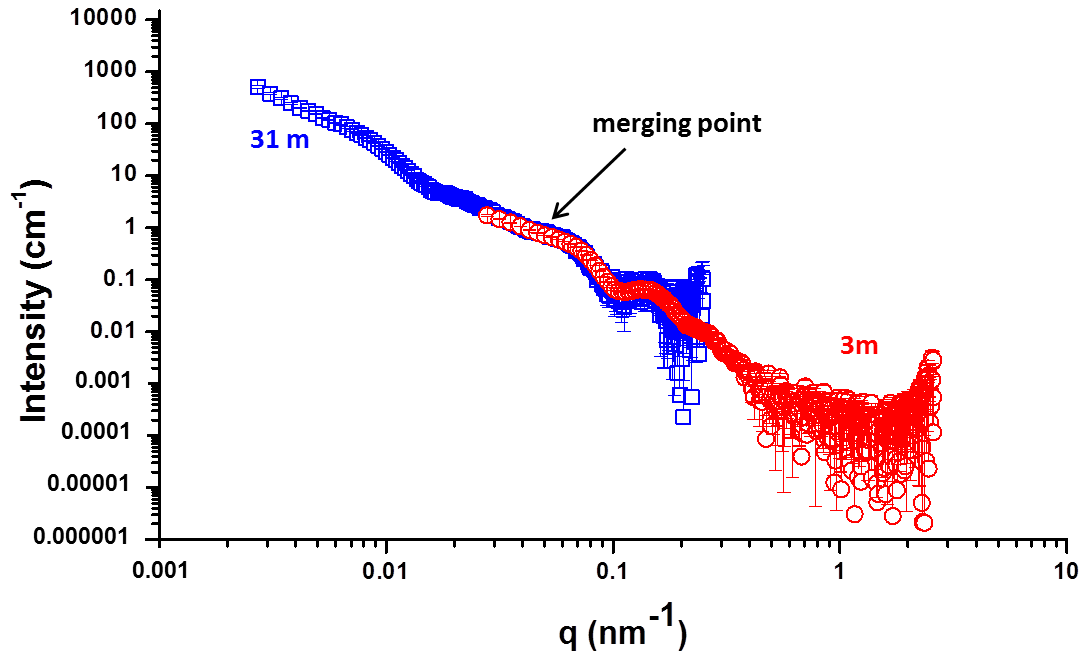 10000
1000
100
10
1
0.1
0.01
0.001
0.0001
0.00001
0.000001
Intensity (cm-1)
31 m
merging point
3m
0.001 0.01 0.1 1 10
q (nm-1)